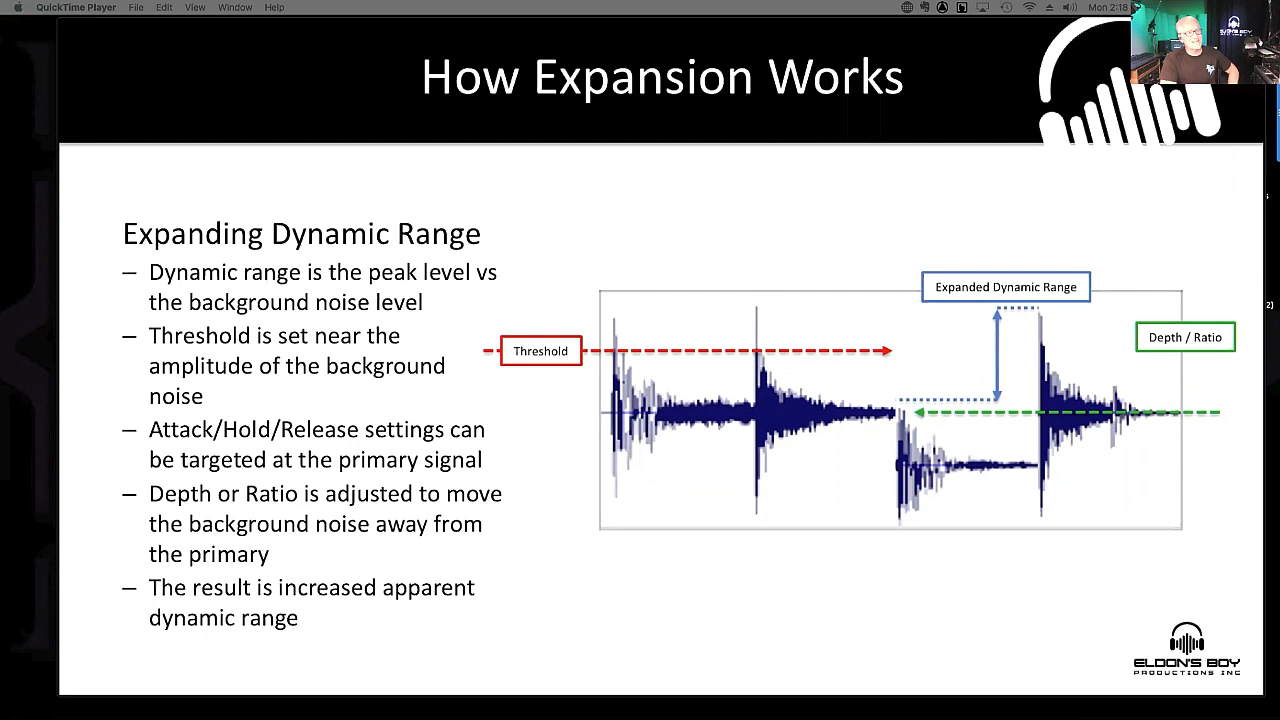 QuickTime Player File Edit View Window Help Mon 2:18
How Expansion Works
Expanding Dynamic Range
– Dynamic range is the peak level vs
the background noise level
– Threshold is set near the
amplitude of the background
noise
– Attack/Hold/Release settings can
be targeted at the primary signal
– Depth or Ratio is adjusted to move
the background noise away from
the primary
– The result is increased apparent
dynamic range
Expanded Dynamic Range
Threshold
Depth / Ratio
ELDON'S BOY
PRODUCTIONS INC